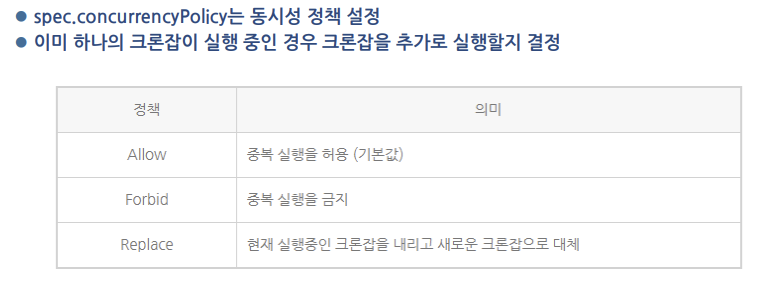 ● spec.concurrencyPolicy는 동시성 정책 설정
● 이미 하나의 크론잡이 실행 중인 경우 크론잡을 추가로 실행할지 결정
정책 의미
Allow 중복 실행을 허용 (기본값)
Forbid 중복 실행을 금지
Replace 현재 실행중인 크론잡을 내리고 새로운 크론잡으로 대체